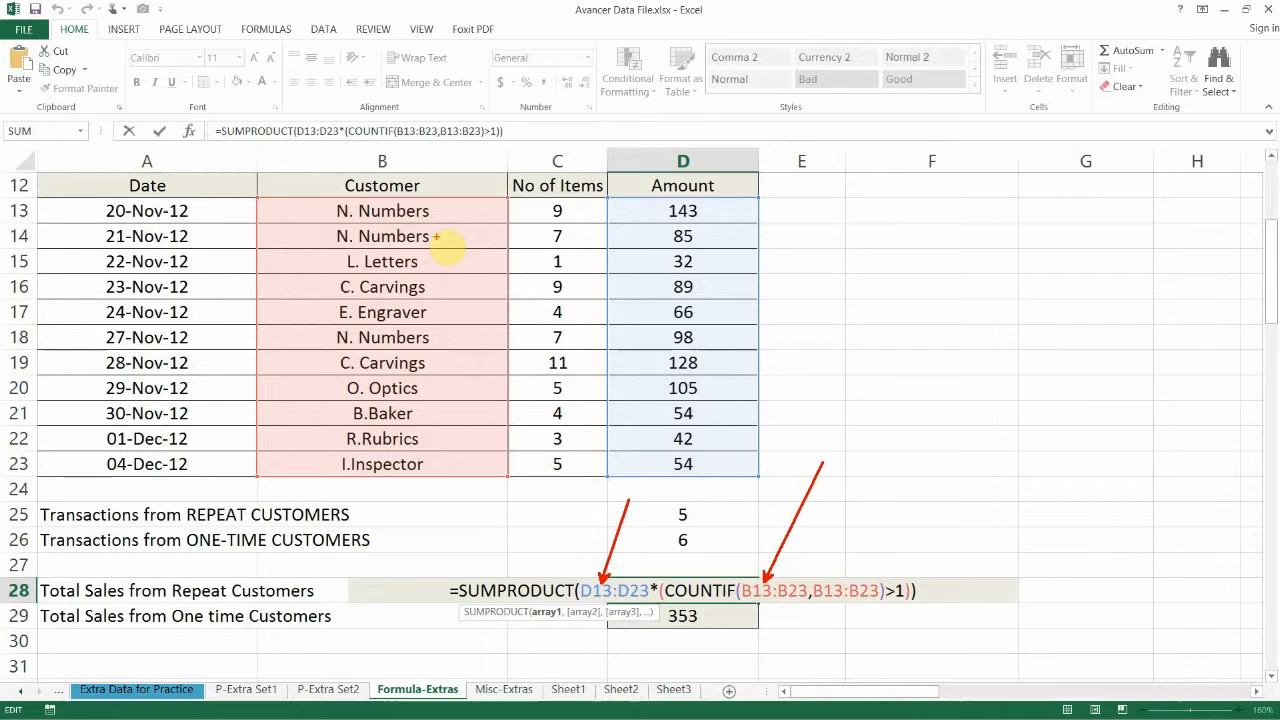 Avancer Data File.xlsx - Excel
Sign in
FILE HOME INSERT PAGE LAYOUT FORMULAS DATA REVIEW VIEW Foxit PDF
Paste
Cut
Copy
Format Painter
Clipboard
Calibri 11
B I U
Font
Wrap Text
Merge & Center
Alignment
General
$ % ,
Number
Conditional Formatting
Format as Table
Comma 2 Currency 2 Normal 2
Normal Bad Good
Styles
Insert Delete Format
Cells
AutoSum
Fill
Clear
Sort & Filter
Find & Select
Editing
SUM =SUMPRODUCT(D13:D23*(COUNTIF(B13:B23,B13:B23)>1))
A B C D E F G H
12 Date Customer No of Items Amount
13 20-Nov-12 N. Numbers 9 143
14 21-Nov-12 N. Numbers 7 85
15 22-Nov-12 L. Letters 1 32
16 23-Nov-12 C. Carvings 9 89
17 24-Nov-12 E. Engraver 4 66
18 27-Nov-12 N. Numbers 7 98
19 28-Nov-12 C. Carvings 11 128
20 29-Nov-12 O. Optics 5 105
21 30-Nov-12 B.Baker 4 54
22 01-Dec-12 R.Rubrics 3 42
23 04-Dec-12 I.Inspector 5 54
24
25 Transactions from REPEAT CUSTOMERS 5
26 Transactions from ONE-TIME CUSTOMERS 6
27
28 Total Sales from Repeat Customers =SUMPRODUCT(D13:D23*(COUNTIF(B13:B23,B13:B23)>1))
SUMPRODUCT(array1, [array2], [array3], ...)
29 Total Sales from One time Customers 353
30
31
... Extra Data for Practice P-Extra Set1 P-Extra Set2 Formula-Extras Misc-Extras Sheet1 Sheet2 Sheet3
EDIT 160%